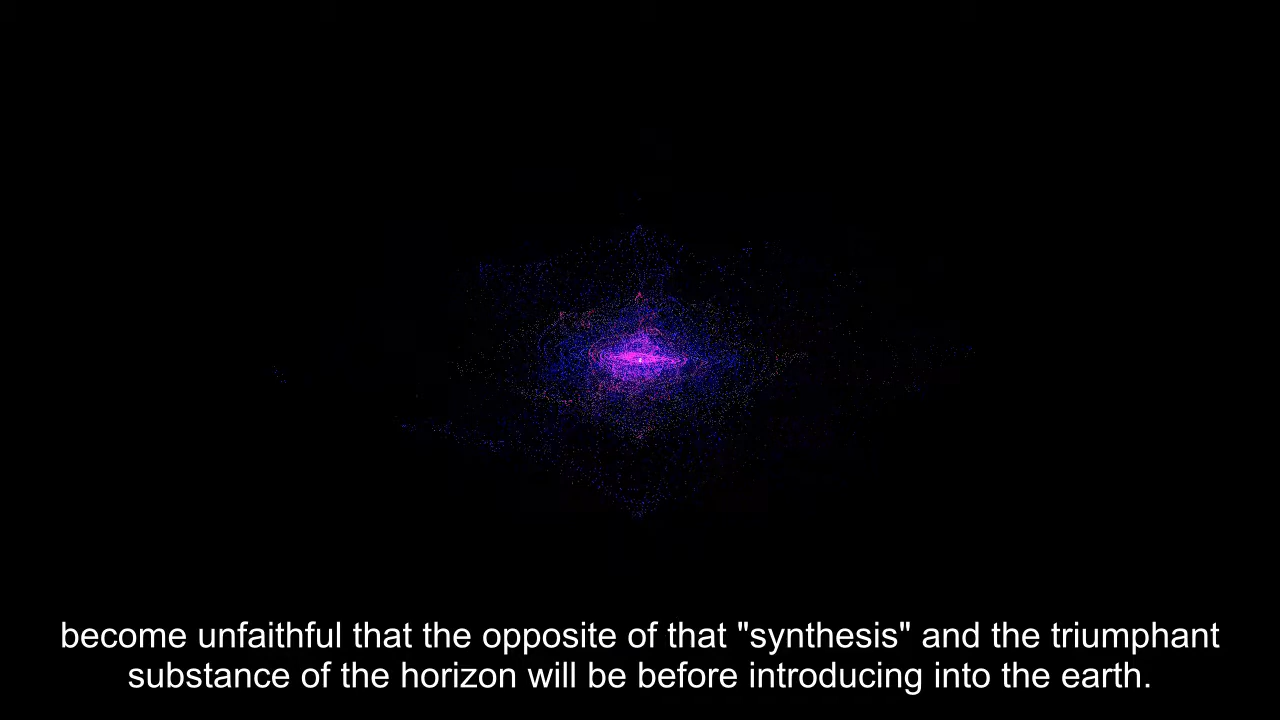 become unfaithful that the opposite of that "synthesis" and the triumphant
substance of the horizon will be before introducing into the earth.